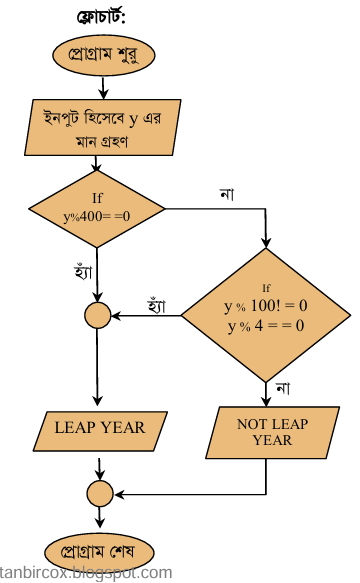 ফ্লোচার্ট:
প্রোগ্রাম শুরু
ইনপুট হিসেবে y এর
মান গ্রহণ
If
y%400= =0
না
হ্যাঁ
If
y % 100! = 0
y % 4 = = 0
হ্যাঁ
না
LEAP YEAR
NOT LEAP
YEAR
প্রোগ্রাম শেষ
tanbircox.blogspot.com